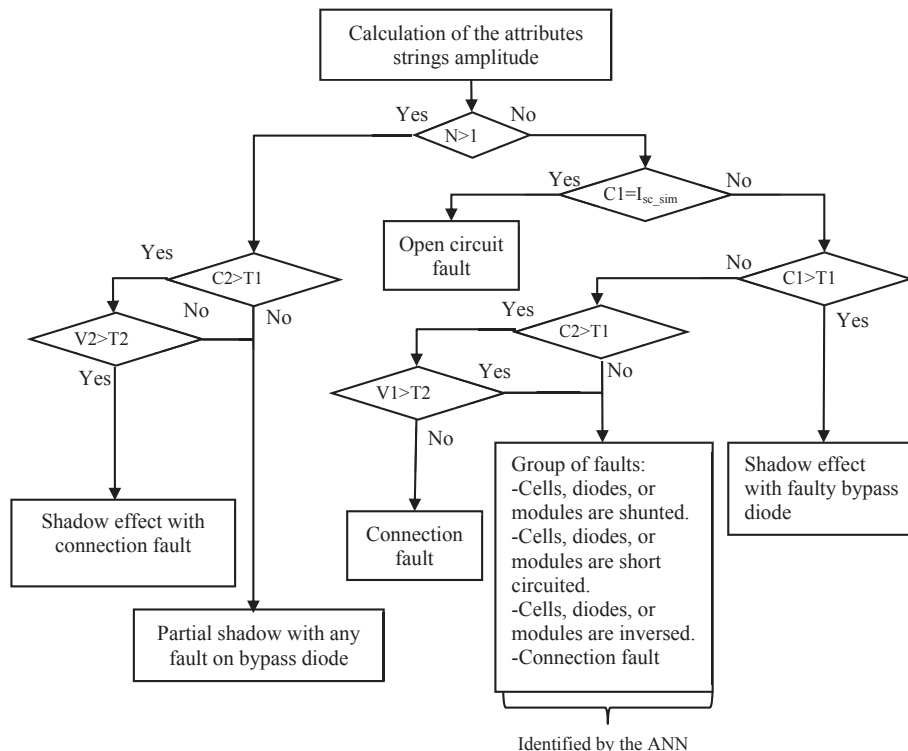 Calculation of the attributes
strings amplitude
Yes
No
N>1
Yes
C1=Isc_sim
No
Open circuit
fault
Yes
C2>T1
No
C1>T1
No
No
Yes
C2>T1
Yes
V2>T2
Yes
V1>T2
Yes
No
No
Group of faults:
-Cells, diodes, or
modules are shunted.
-Cells, diodes, or
modules are short
circuited.
-Cells, diodes, or
modules are inversed.
-Connection fault
Shadow effect
with faulty bypass
diode
Shadow effect with
connection fault
Connection
fault
Partial shadow with any
fault on bypass diode
Identified by the ANN